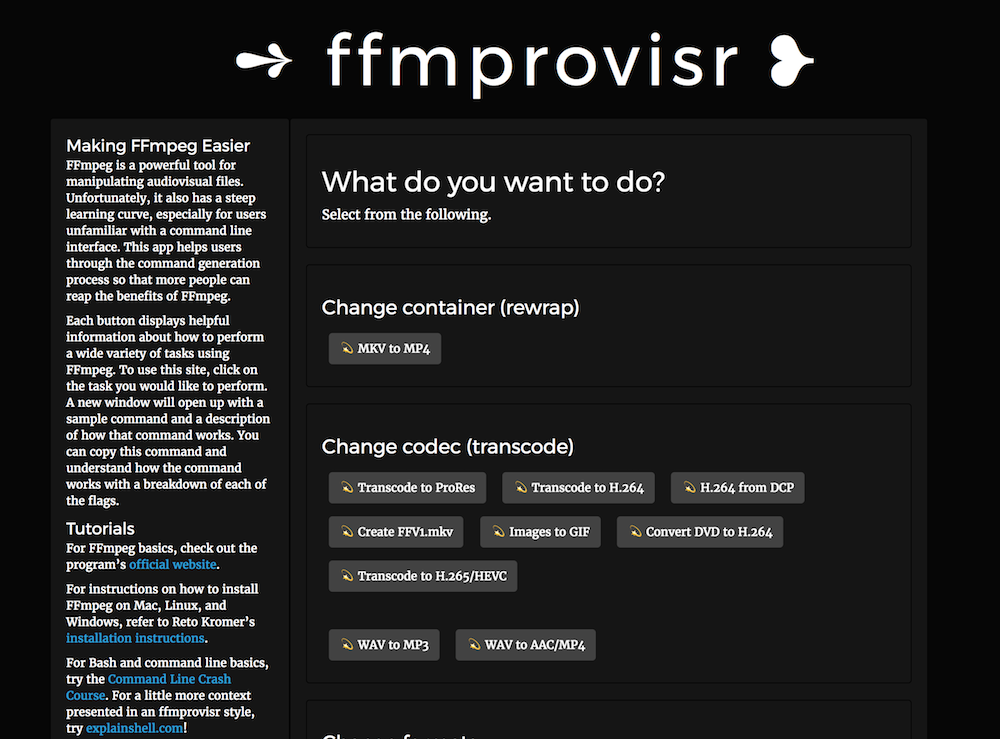 ffmprovisr
Making FFmpeg Easier
FFmpeg is a powerful tool for
manipulating audiovisual files.
Unfortunately, it also has a steep
learning curve, especially for users
unfamiliar with a command line
interface. This app helps users
through the command generation
process so that more people can
reap the benefits of FFmpeg.
Each button displays helpful
information about how to perform
a wide variety of tasks using
FFmpeg. To use this site, click on
the task you would like to perform.
A new window will open up with a
sample command and a description
of how that command works. You
can copy this command and
understand how the command
works with a breakdown of each of
the flags.
Tutorials
For FFmpeg basics, check out the
program’s official website.
For instructions on how to install
FFmpeg on Mac, Linux, and
Windows, refer to Reto Kromer’s
installation instructions.
For Bash and command line basics,
try the Command Line Crash
Course. For a little more context
presented in an ffmprovisr style,
try explainshell.com!
What do you want to do?
Select from the following.
Change container (rewrap)
MKV to MP4
Change codec (transcode)
Transcode to ProRes
Transcode to H.264
H.264 from DCP
Create FFV1.mkv
Images to GIF
Convert DVD to H.264
Transcode to H.265/HEVC
WAV to MP3
WAV to AAC/MP4